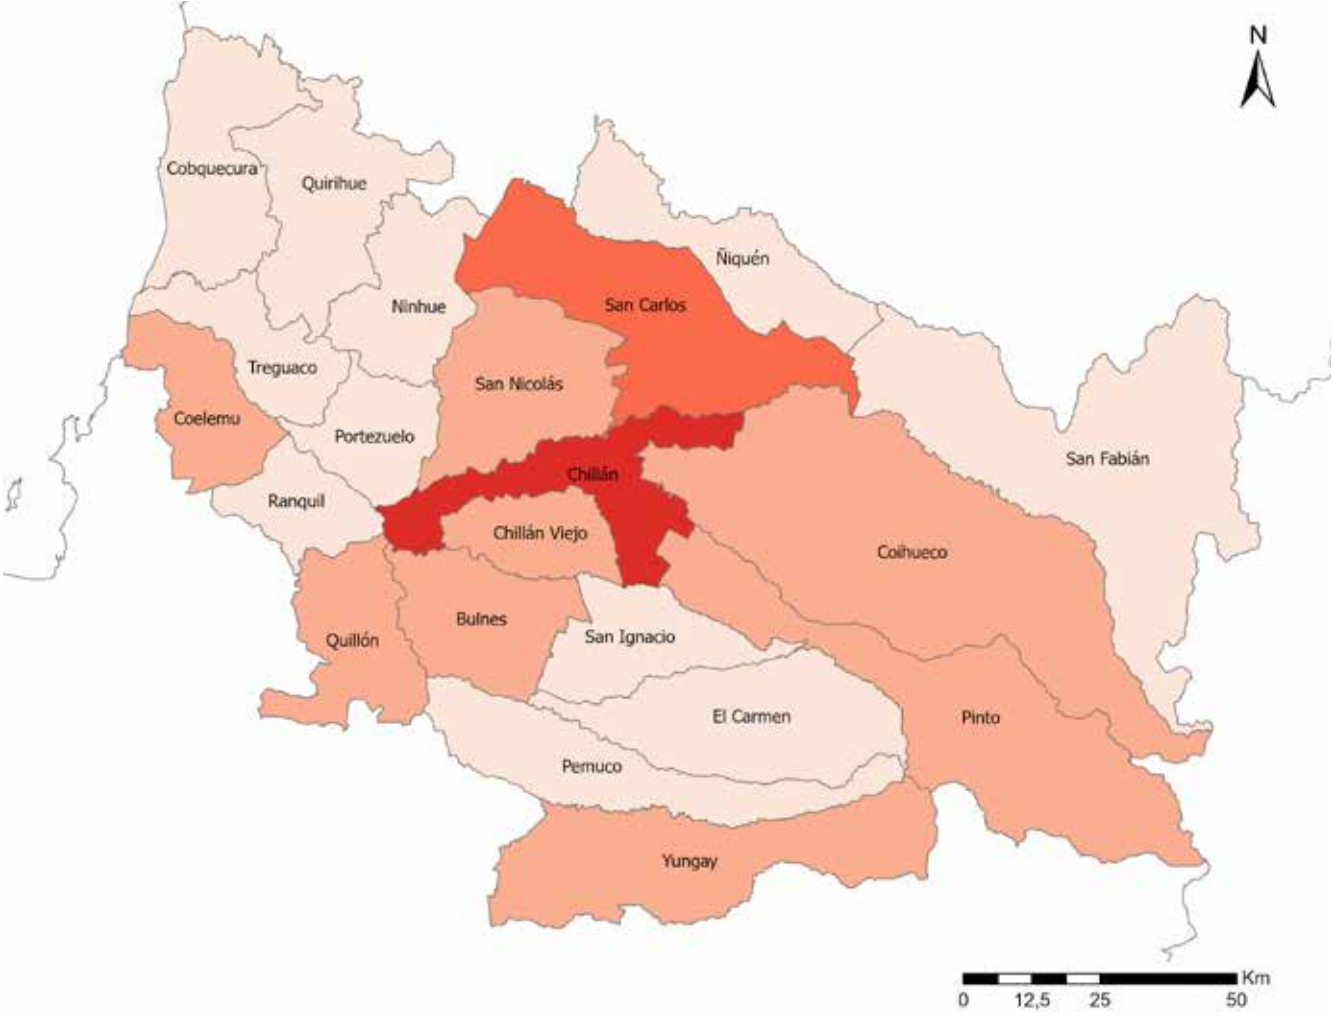 N
Cobquecura
Quirihue
Ñiquén
Ninhue
San Carlos
Treguaco
San Nicolás
Coelemu
Portezuelo
San Fabián
Chillán
Ranquil
Chillán Viejo
Coihueco
Bulnes
San Ignacio
Quillón
El Carmen
Pinto
Pemuco
Yungay
Km
0 12,5 25 50